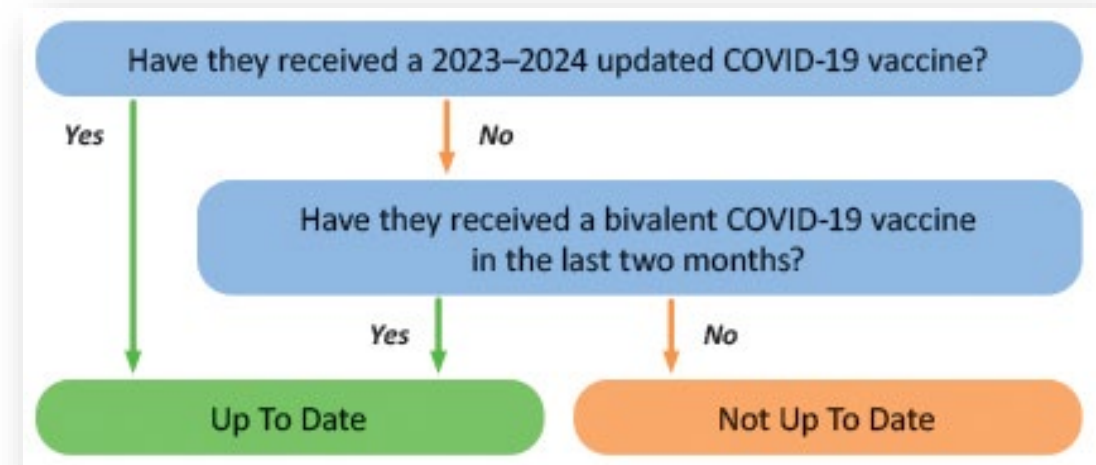 Have they received a 2023–2024 updated COVID-19 vaccine?
Yes
No
Have they received a bivalent COVID-19 vaccine
in the last two months?
Yes
No
Up To Date
Not Up To Date